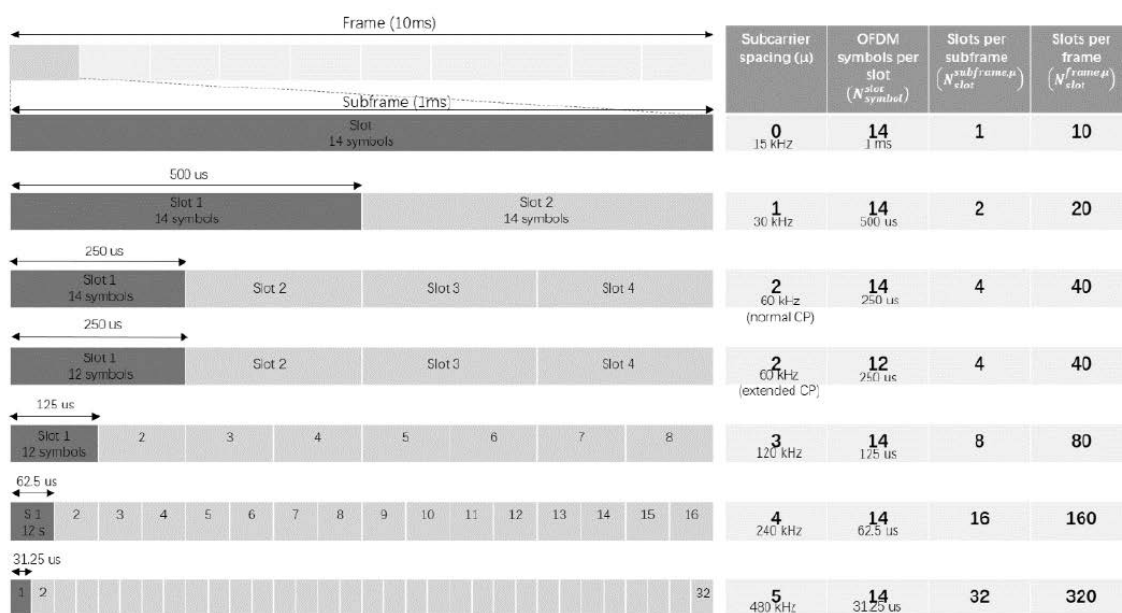 Frame (10ms)
Subframe (1ms)
Slot
14 symbols
500 us
Slot 1
14 symbols
Slot 2
14 symbols
250 us
Slot 1
14 symbols
Slot 2
Slot 3
Slot 4
250 us
Slot 1
12 symbols
Slot 2
Slot 3
Slot 4
125 us
Slot 1
12 symbols
2 3 4 5 6 7 8
62.5 us
S 1
12 s
2 3 4 5 6 7 8 9 10 11 12 13 14 15 16
31.25 us
1 2 32
Subcarrier spacing (μ) OFDM symbols per slot (N^{slot}_{symbol}) Slots per subframe (N^{subframe,μ}_{slot}) Slots per frame (N^{frame,μ}_{slot})
0 14 1 10
15 kHz 1 ms
1 14 2 20
30 kHz 500 us
2 14 4 40
60 kHz 250 us
(normal CP)
2 12 4 40
60 kHz 250 us
(extended CP)
3 14 8 80
120 kHz 125 us
4 14 16 160
240 kHz 62.5 us
5 14 32 320
480 kHz 31.25 us